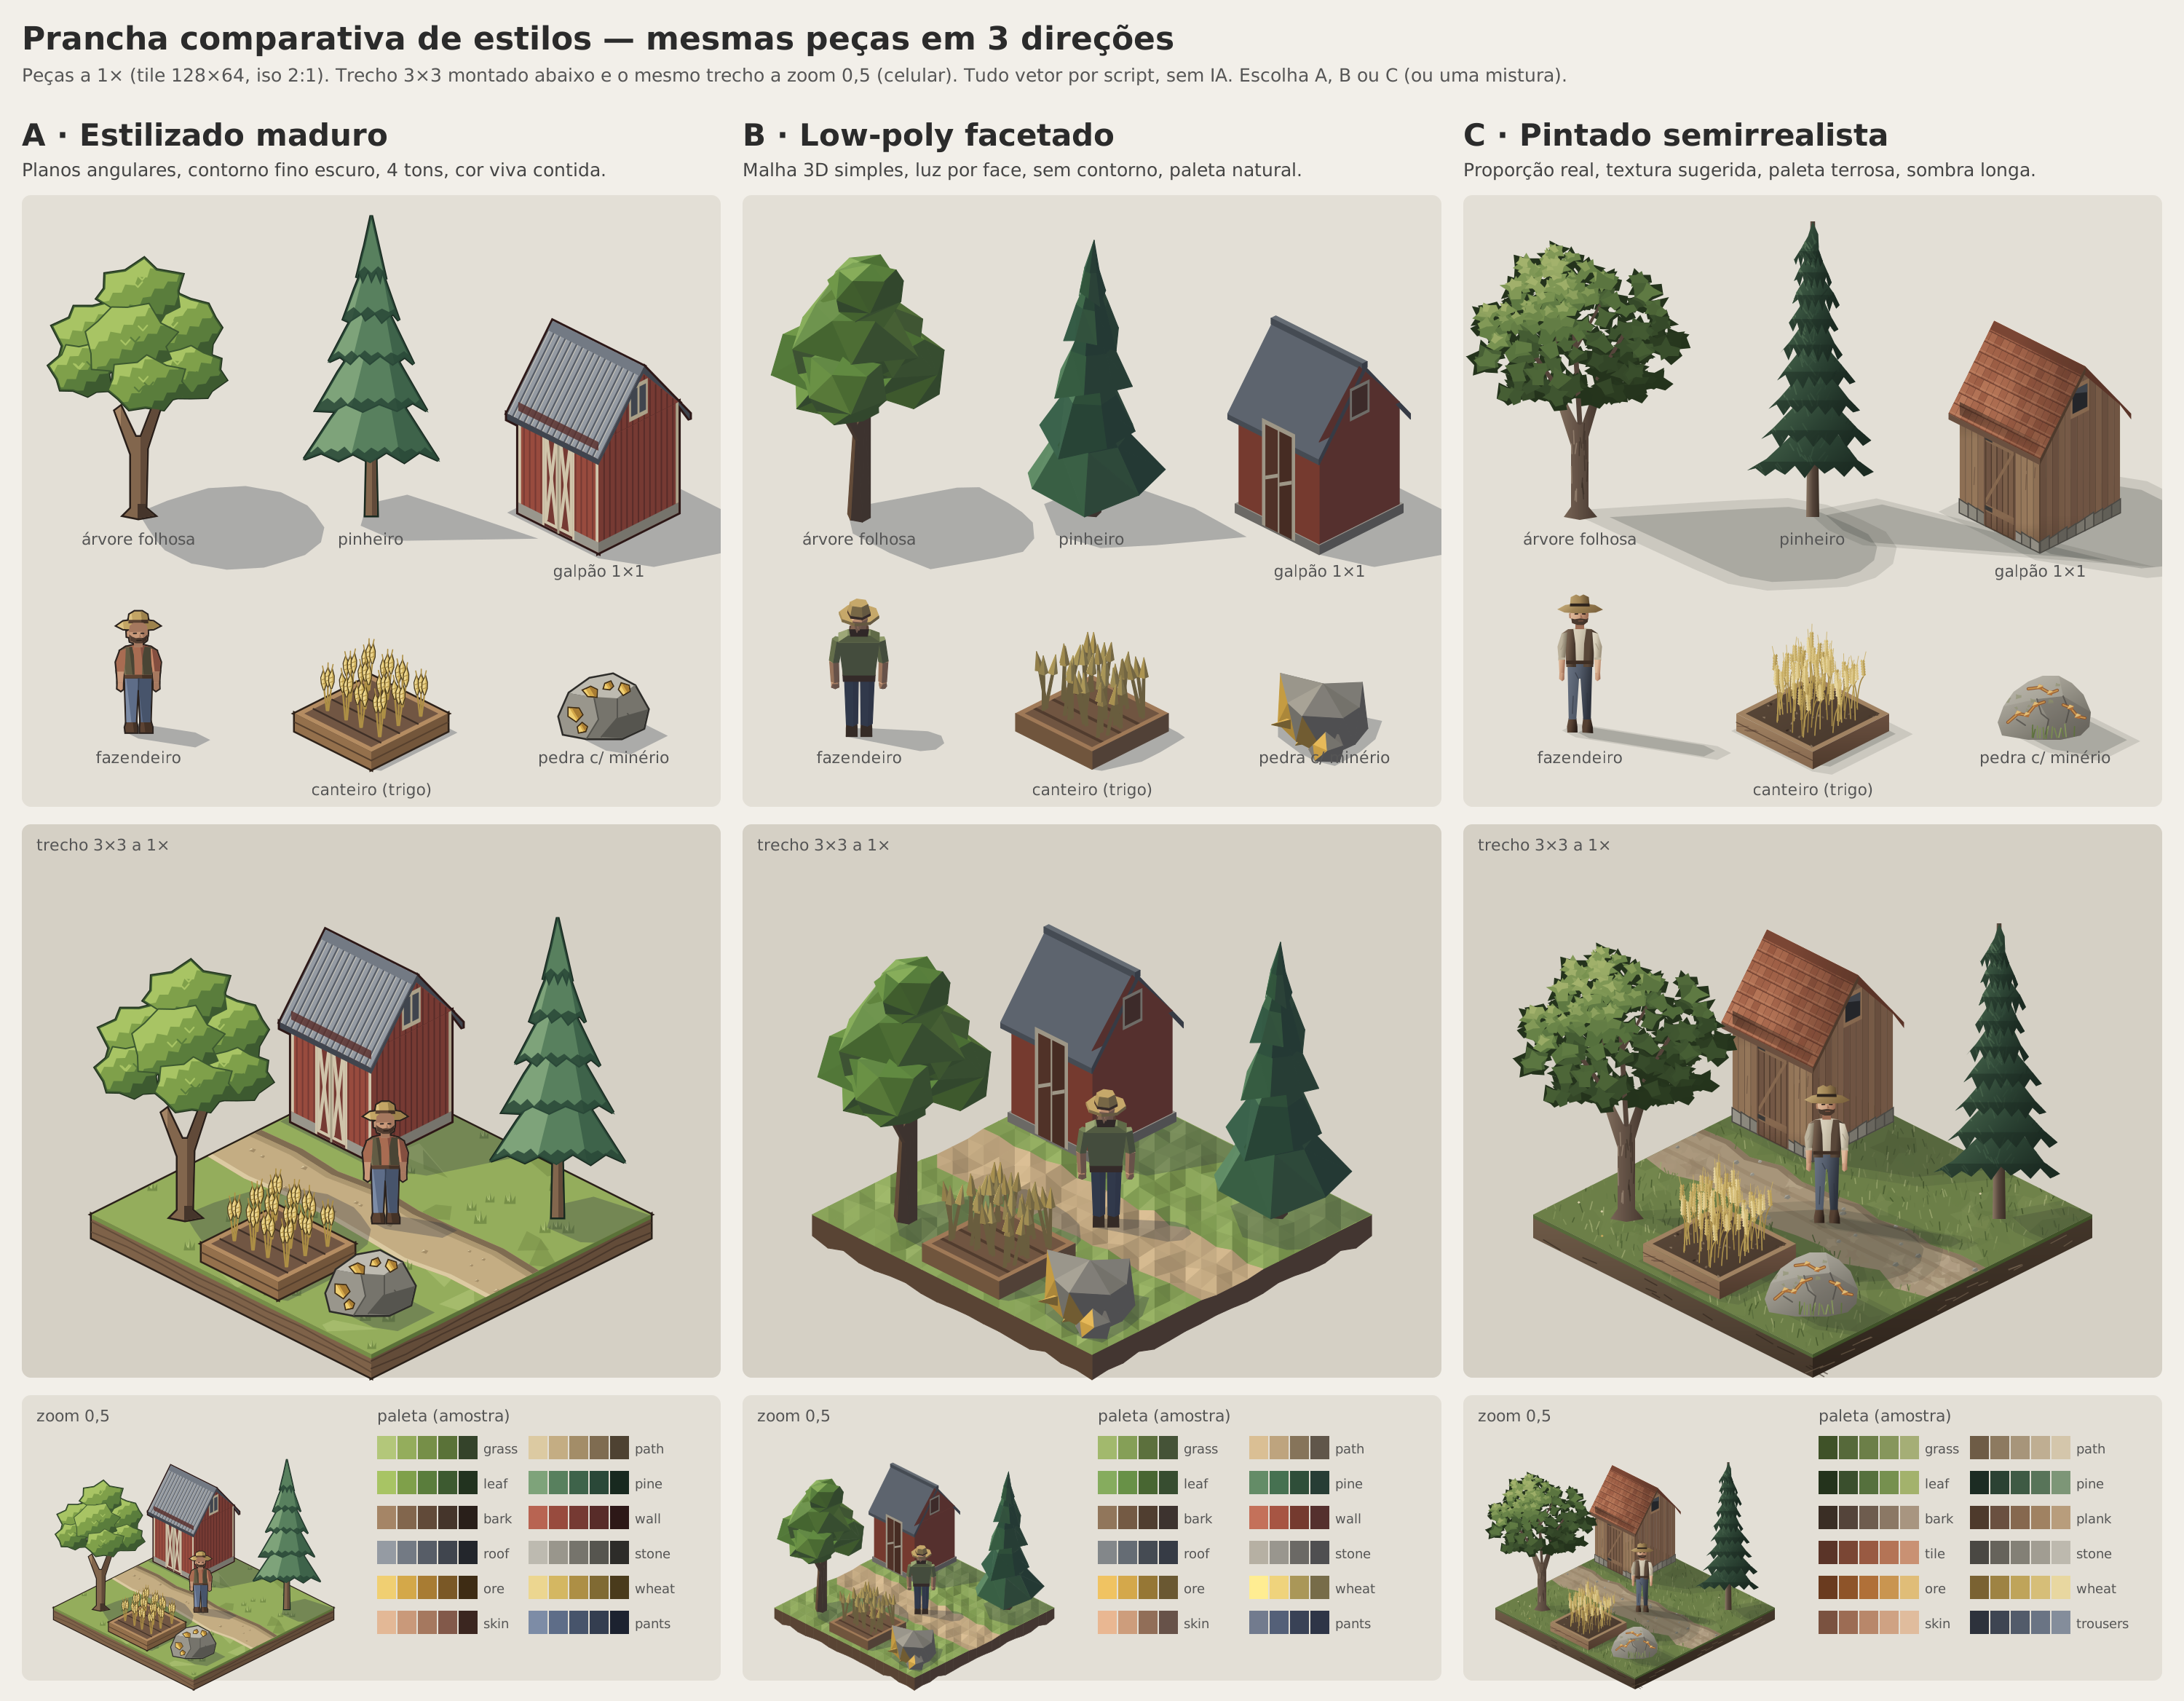 Prancha comparativa de estilos — mesmas peças em 3 direções
Peças a 1× (tile 128×64, iso 2:1). Trecho 3×3 montado abaixo e o mesmo trecho a zoom 0,5 (celular). Tudo vetor por script, sem IA. Escolha A, B ou C (ou uma mistura).
A · Estilizado maduro
Planos angulares, contorno fino escuro, 4 tons, cor viva contida.
árvore folhosa
pinheiro
galpão 1×1
fazendeiro
pedra c/ minério
canteiro (trigo)
trecho 3×3 a 1×
zoom 0,5
paleta (amostra)
grass path
leaf pine
bark wall
roof stone
ore wheat
skin pants
B · Low-poly facetado
Malha 3D simples, luz por face, sem contorno, paleta natural.
árvore folhosa
pinheiro
galpão 1×1
fazendeiro
pedra c/ minério
canteiro (trigo)
trecho 3×3 a 1×
zoom 0,5
paleta (amostra)
grass path
leaf pine
bark wall
roof stone
ore wheat
skin pants
C · Pintado semirrealista
Proporção real, textura sugerida, paleta terrosa, sombra longa.
árvore folhosa
pinheiro
galpão 1×1
fazendeiro
pedra c/ minério
canteiro (trigo)
trecho 3×3 a 1×
zoom 0,5
paleta (amostra)
grass path
leaf pine
bark plank
tile stone
ore wheat
skin trousers